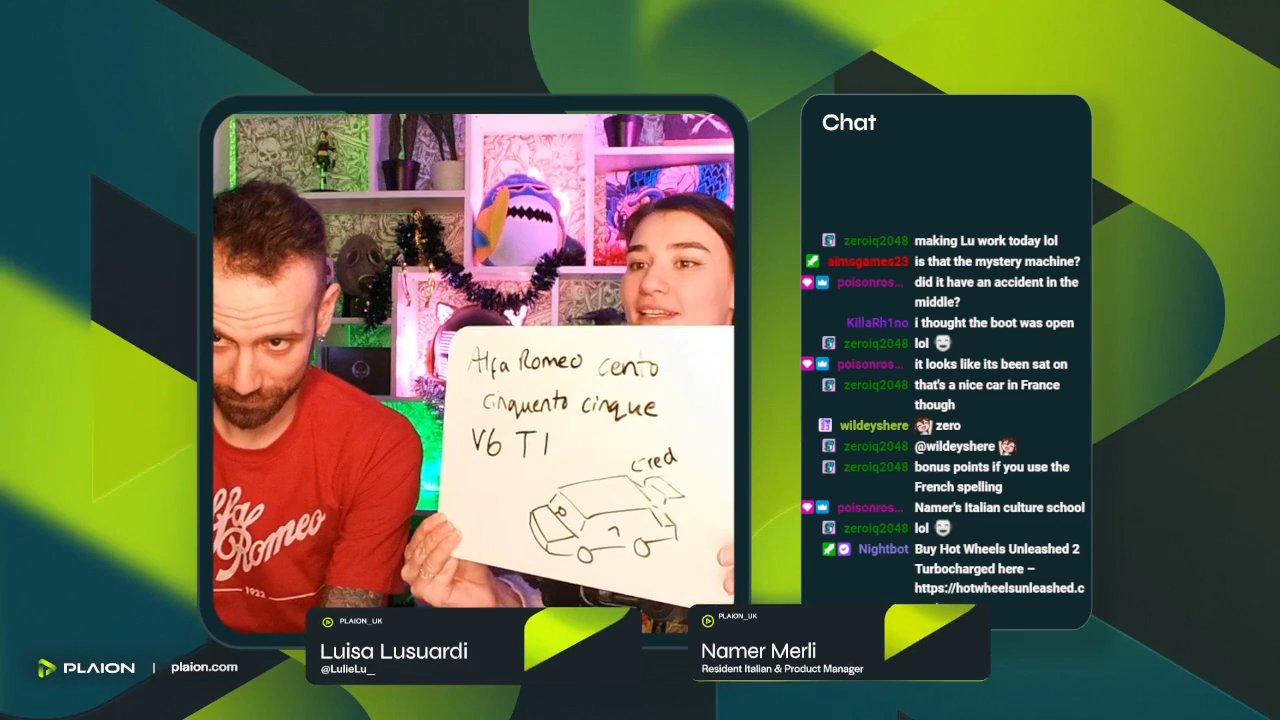 Chat
zeroiq2048 making Lu work today lol
simsgames23 is that the mystery machine?
poisonros... did it have an accident in the
middle?
KillaRh1no i thought the boot was open
zeroiq2048 lol
poisonros... it looks like its been sat on
zeroiq2048 that's a nice car in France
though
wildeyshere zero
zeroiq2048 @wildeyshere
zeroiq2048 bonus points if you use the
French spelling
poisonros... Namer's Italian culture school
zeroiq2048 lol
Nightbot Buy Hot Wheels Unleashed 2
Turbocharged here –
https://hotwheelsunleashed.c
Alfa Romeo cento
cinquento cinque
V6 TI
red
Alfa
Romeo
1922
PLAION_UK
Luisa Lusuardi
@LulieLu__
PLAION_UK
Namer Merli
Resident Italian & Product Manager
PLAION | plaion.com